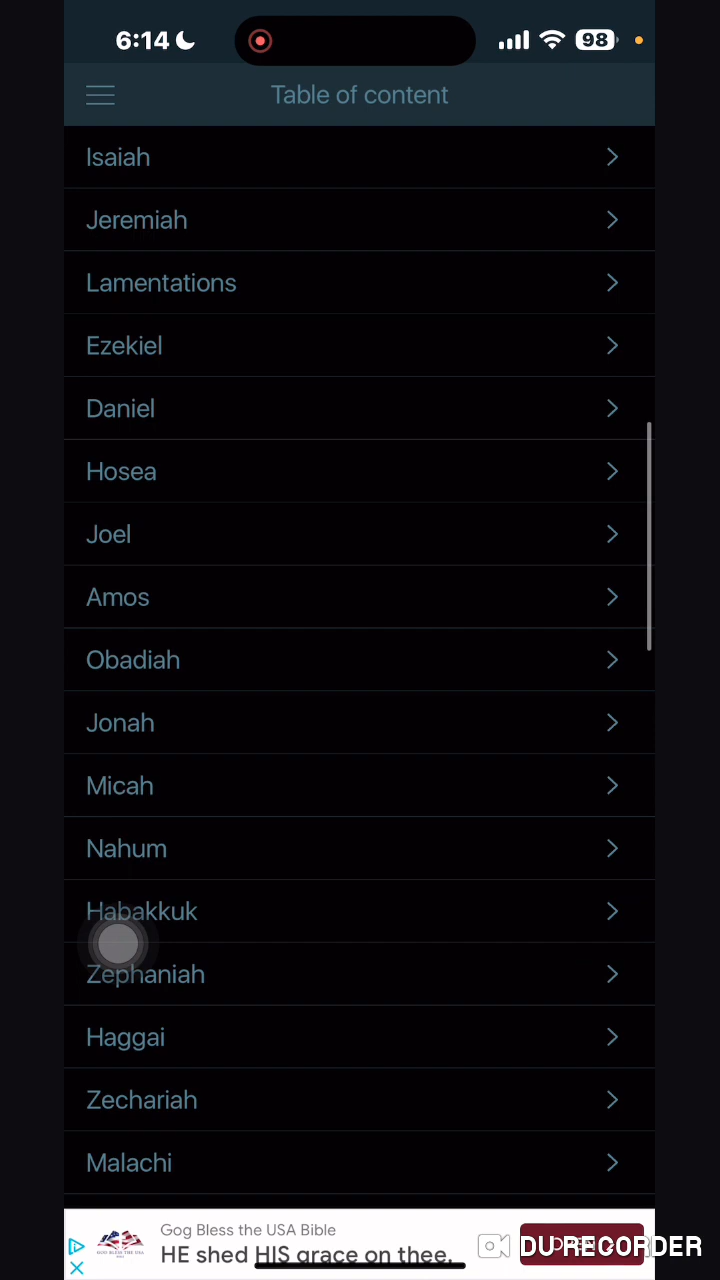 6:14
98
Table of content
Isaiah
Jeremiah
Lamentations
Ezekiel
Daniel
Hosea
Joel
Amos
Obadiah
Jonah
Micah
Nahum
Habakkuk
Zephaniah
Haggai
Zechariah
Malachi
Gog Bless the USA Bible
HE shed HIS grace on thee.
DU RECORDER